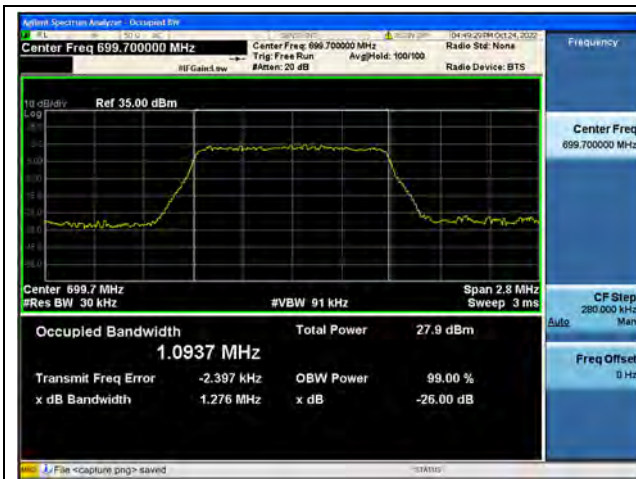 Agilent Spectrum Analyzer - Occupied BW
RL
50 Ω AC
04:49:29 PM Oct 24, 2022
Center Freq 699.700000 MHz
Center Freq: 699.700000 MHz
Radio Std: None
Frequency
Trig: Free Run
Avg|Hold: 100/100
#IFGain:Low
#Atten: 20 dB
Radio Device: BTS
10 dB/div
Ref 35.00 dBm
Log
Center Freq
699.700000 MHz
Center 699.7 MHz
Span 2.8 MHz
#Res BW 30 kHz
#VBW 91 kHz
Sweep 3 ms
CF Step
280.000 kHz
Auto
Man
Occupied Bandwidth
Total Power
27.9 dBm
1.0937 MHz
Freq Offset
0 Hz
Transmit Freq Error
-2.397 kHz
OBW Power
99.00 %
x dB Bandwidth
1.276 MHz
x dB
-26.00 dB
MSG
File <capture.png> saved
STATUS